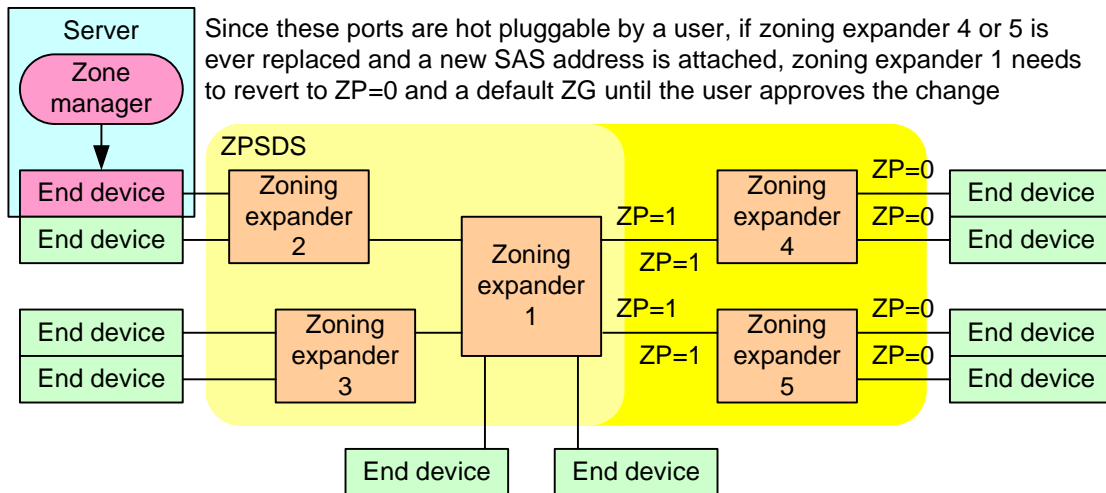 Server
Zone
manager
Since these ports are hot pluggable by a user, if zoning expander 4 or 5 is
ever replaced and a new SAS address is attached, zoning expander 1 needs
to revert to ZP=0 and a default ZG until the user approves the change
ZPSDS
End device
End device
Zoning
expander
2
Zoning
expander
1
ZP=1
ZP=1
Zoning
expander
4
ZP=0
ZP=0
End device
End device
End device
End device
Zoning
expander
3
ZP=1
ZP=1
Zoning
expander
5
ZP=0
ZP=0
End device
End device
End device
End device